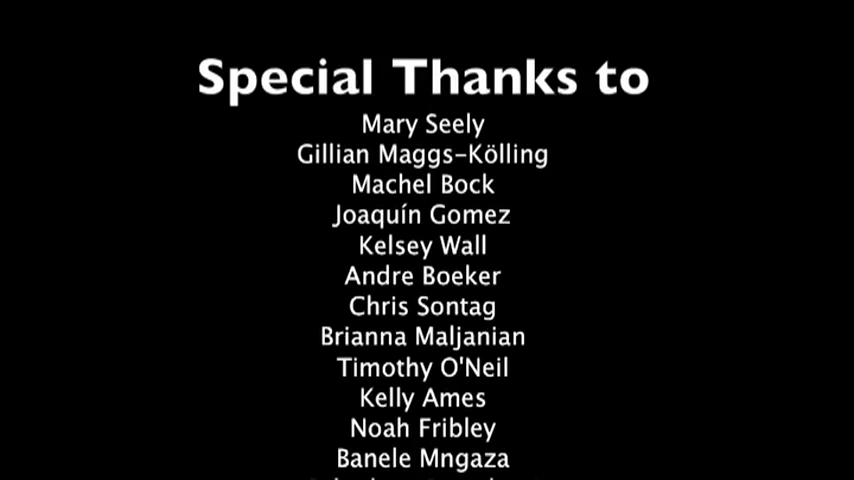 Special Thanks to
Mary Seely
Gillian Maggs-Kölling
Machel Bock
Joaquín Gomez
Kelsey Wall
Andre Boeker
Chris Sontag
Brianna Maljanian
Timothy O'Neil
Kelly Ames
Noah Fribley
Banele Mngaza